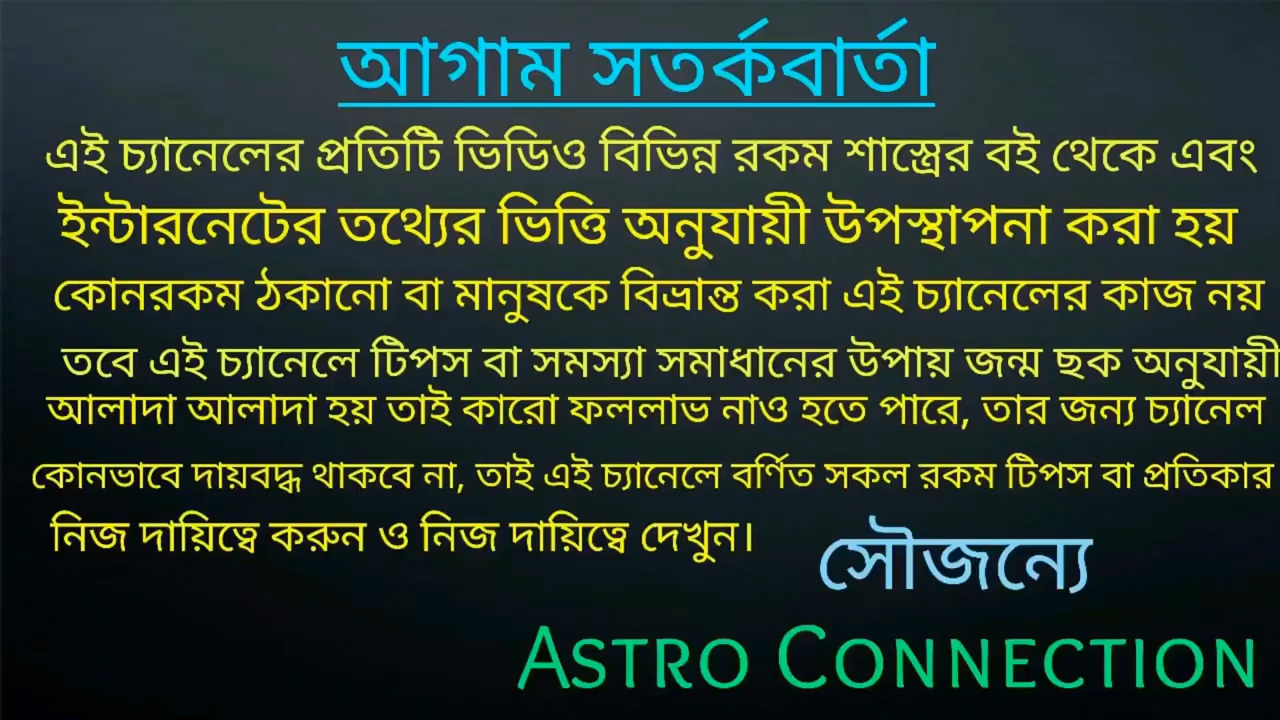 আগাম সতর্কবার্তা
এই চ্যানেলের প্রতিটি ভিডিও বিভিন্ন রকম শাস্ত্রের বই থেকে এবং
ইন্টারনেটের তথ্যের ভিত্তি অনুযায়ী উপস্থাপনা করা হয়
কোনরকম ঠকানো বা মানুষকে বিভ্রান্ত করা এই চ্যানেলের কাজ নয়
তবে এই চ্যানেলে টিপস বা সমস্যা সমাধানের উপায় জন্ম ছক অনুযায়ী
আলাদা আলাদা হয় তাই কারো ফললাভ নাও হতে পারে, তার জন্য চ্যানেল
কোনভাবে দায়বদ্ধ থাকবে না, তাই এই চ্যানেলে বর্ণিত সকল রকম টিপস বা প্রতিকার
নিজ দায়িত্বে করুন ও নিজ দায়িত্বে দেখুন।
সৌজন্যে
ASTRO CONNECTION